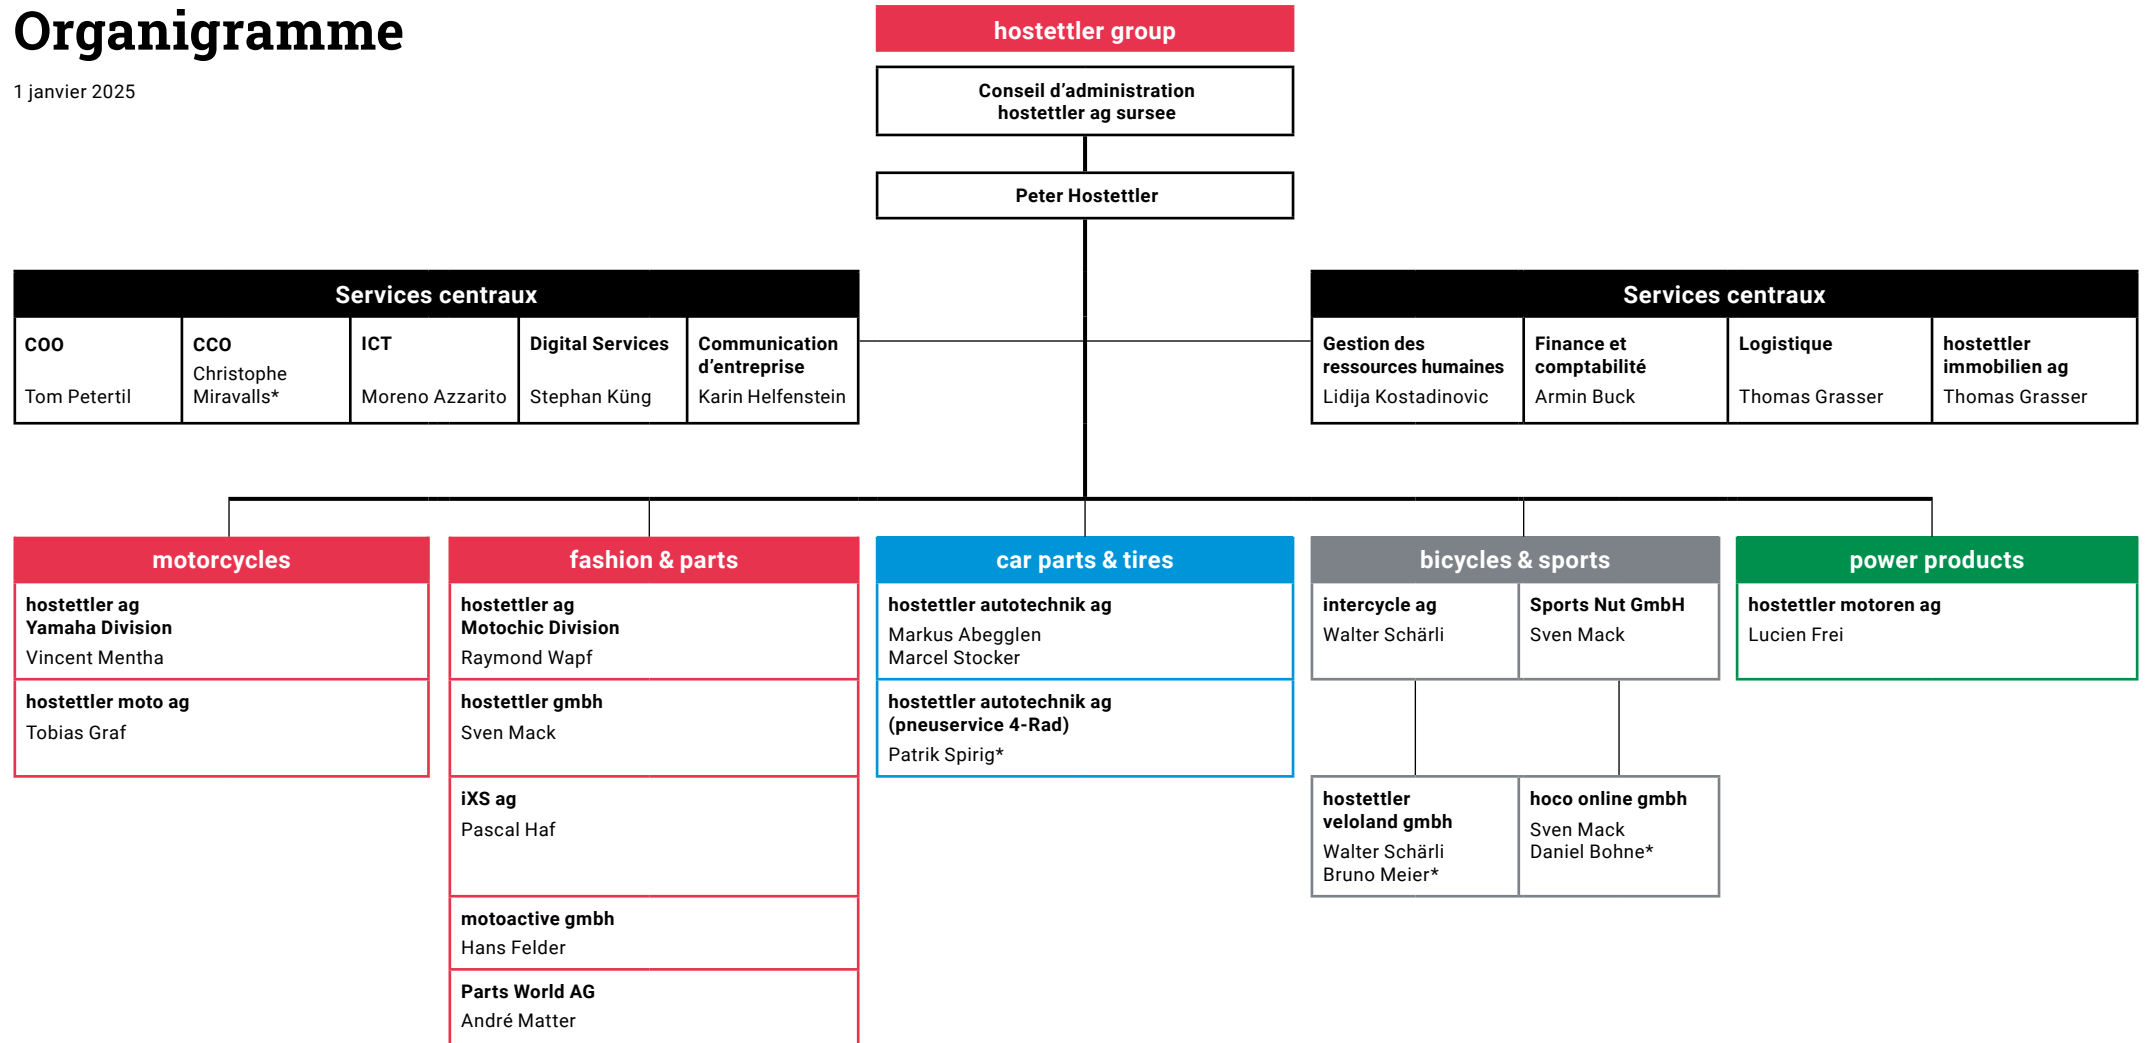 Organigramme
1 janvier 2025
hostettler group
Conseil d’administration
hostettler ag sursee
Peter Hostettler
Services centraux
COO
Tom Petertil
CCO
Christophe
Miravalls*
ICT
Moreno Azzarito
Digital Services
Stephan Küng
Communication
d’entreprise
Karin Helfenstein
Services centraux
Gestion des
ressources humaines
Lidija Kostadinovic
Finance et
comptabilité
Armin Buck
Logistique
Thomas Grasser
hostettler
immobilien ag
Thomas Grasser
motorcycles
hostettler ag
Yamaha Division
Vincent Mentha
hostettler moto ag
Tobias Graf
fashion & parts
hostettler ag
Motochic Division
Raymond Wapf
hostettler gmbh
Sven Mack
iXS ag
Pascal Haf
motoactive gmbh
Hans Felder
Parts World AG
André Matter
car parts & tires
hostettler autotechnik ag
Markus Abegglen
Marcel Stocker
hostettler autotechnik ag
(pneuservice 4-Rad)
Patrik Spirig*
bicycles & sports
intercycle ag
Walter Schärli
Sports Nut GmbH
Sven Mack
hostettler
veloland gmbh
Walter Schärli
Bruno Meier*
hoco online gmbh
Sven Mack
Daniel Bohne*
power products
hostettler motoren ag
Lucien Frei